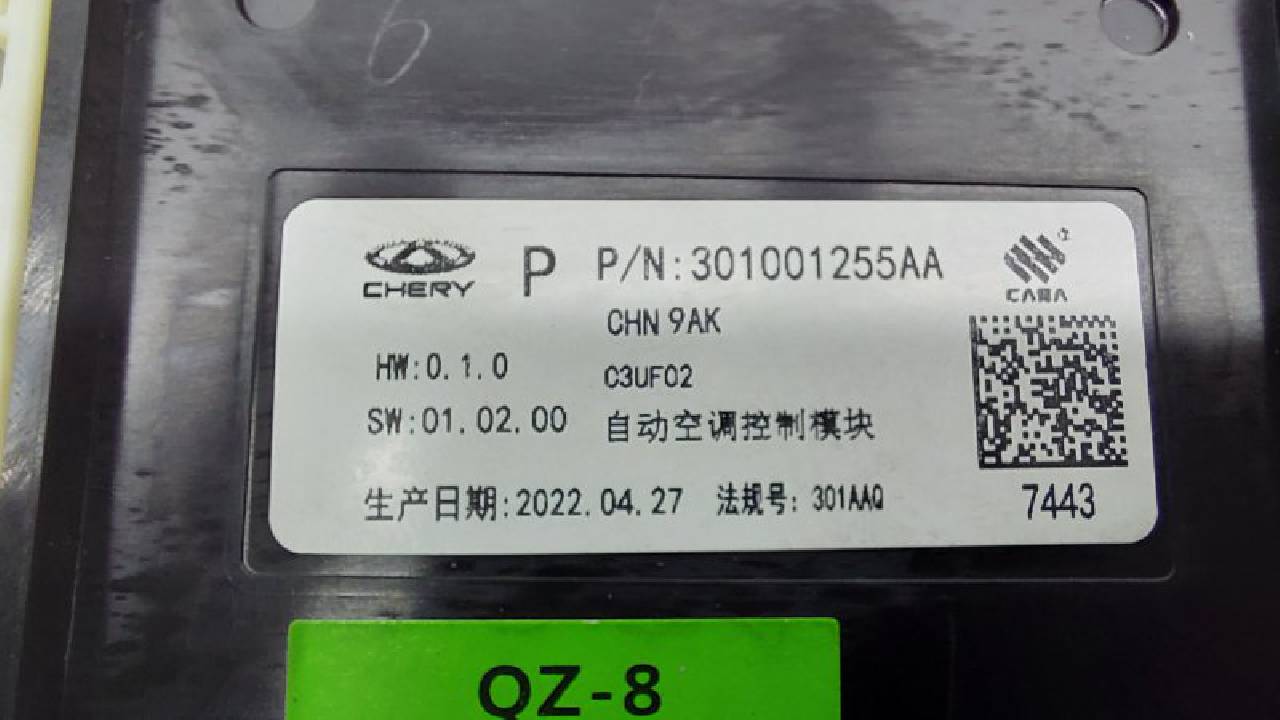 6
CHERY P P/N:301001255AA
CHN 9AK
HW:0.1.0 C3UF02
SW:01.02.00 自动空调控制模块
生产日期:2022.04.27 法规号: 301AAQ
7443
QZ-8